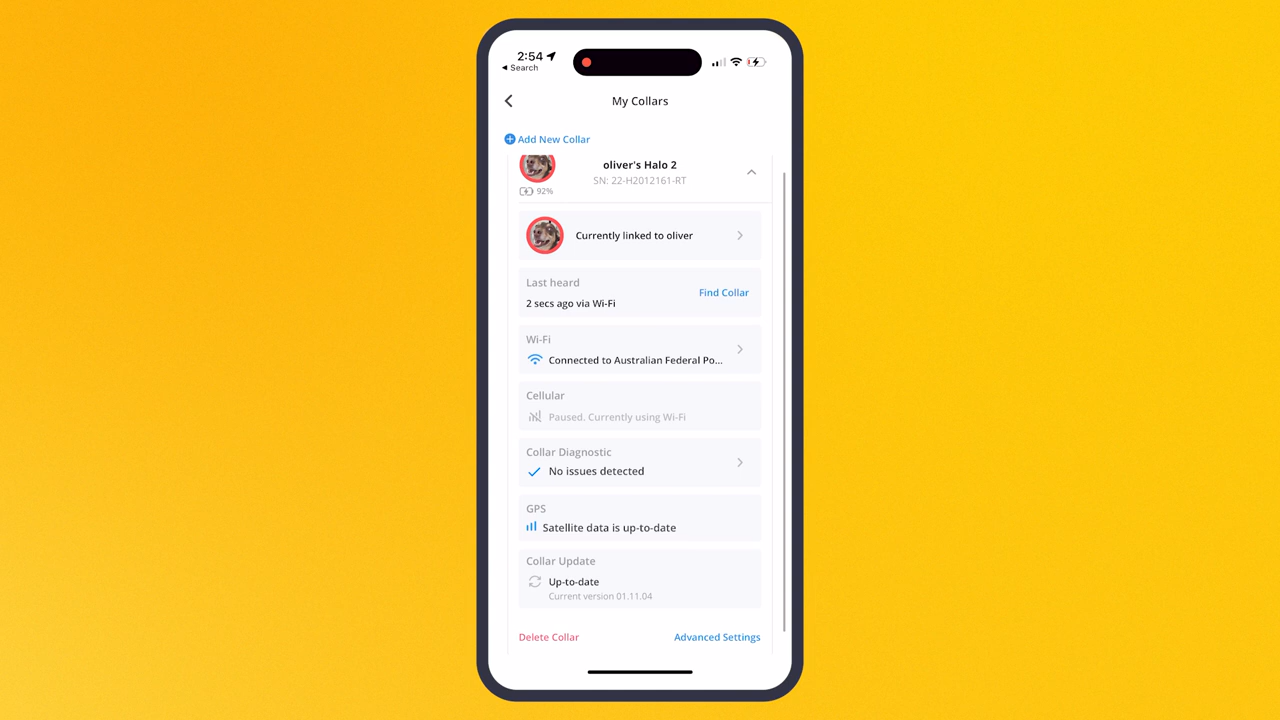 2:54
Search
My Collars
Add New Collar
oliver's Halo 2
SN: 22-H2012161-RT
92%
Currently linked to oliver
Last heard
2 secs ago via Wi-Fi
Find Collar
Wi-Fi
Connected to Australian Federal Po...
Cellular
Paused. Currently using Wi-Fi
Collar Diagnostic
No issues detected
GPS
Satellite data is up-to-date
Collar Update
Up-to-date
Current version 01.11.04
Delete Collar
Advanced Settings